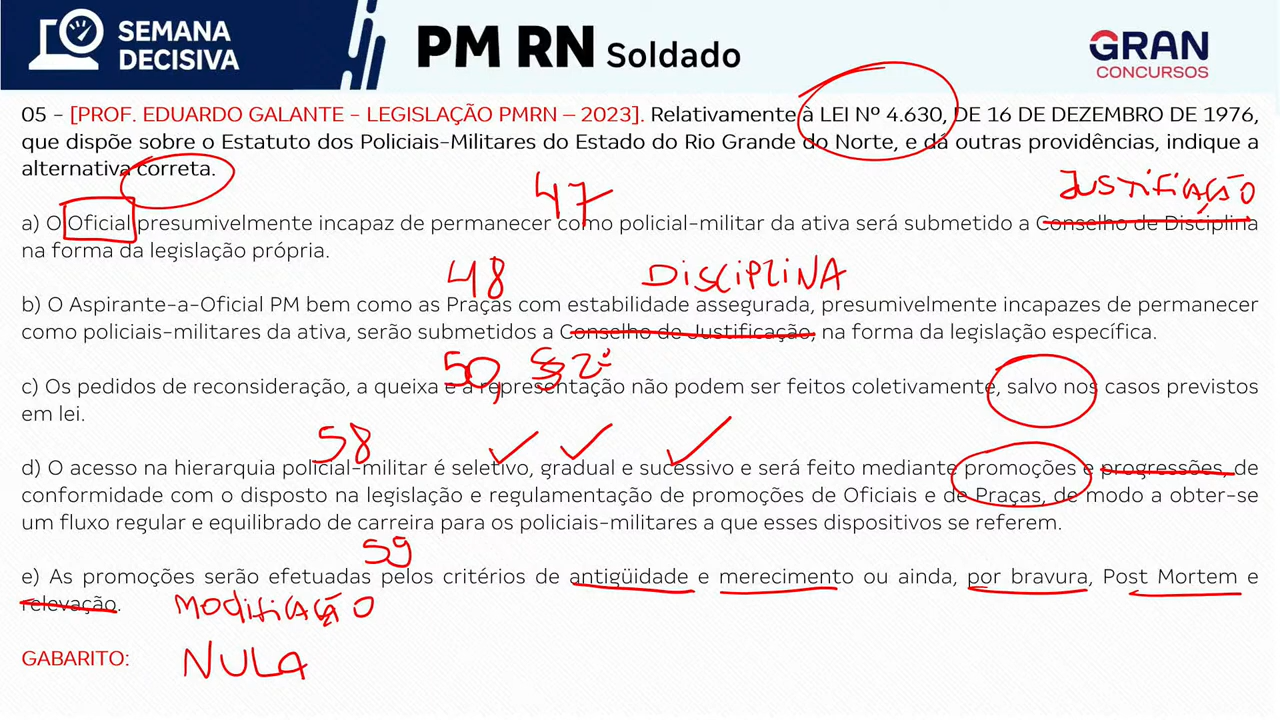 SEMANA
DECISIVA
PM RN Soldado
GRAN
CONCURSOS
05 - [PROF. EDUARDO GALANTE - LEGISLAÇÃO PMRN – 2023]. Relativamente à LEI Nº 4.630, DE 16 DE DEZEMBRO DE 1976,
que dispõe sobre o Estatuto dos Policiais-Militares do Estado do Rio Grande do Norte, e dá outras providências, indique a
alternativa correta.
47
JUSTIFICAÇÃO
a) O Oficial presumivelmente incapaz de permanecer como policial-militar da ativa será submetido a Conselho de Disciplina
na forma da legislação própria.
48 DISCIPLINA
b) O Aspirante-a-Oficial PM bem como as Praças com estabilidade assegurada, presumivelmente incapazes de permanecer
como policiais-militares da ativa, serão submetidos a Conselho de Justificação, na forma da legislação específica.
50, § 2º
c) Os pedidos de reconsideração, a queixa e a representação não podem ser feitos coletivamente, salvo nos casos previstos
em lei.
58
d) O acesso na hierarquia policial-militar é seletivo, gradual e sucessivo e será feito mediante promoções e progressões, de
conformidade com o disposto na legislação e regulamentação de promoções de Oficiais e de Praças, de modo a obter-se
um fluxo regular e equilibrado de carreira para os policiais-militares a que esses dispositivos se referem.
59
e) As promoções serão efetuadas pelos critérios de antigüidade e merecimento ou ainda, por bravura, Post Mortem e
relevação. MODIFICAÇÃO
GABARITO: NULA